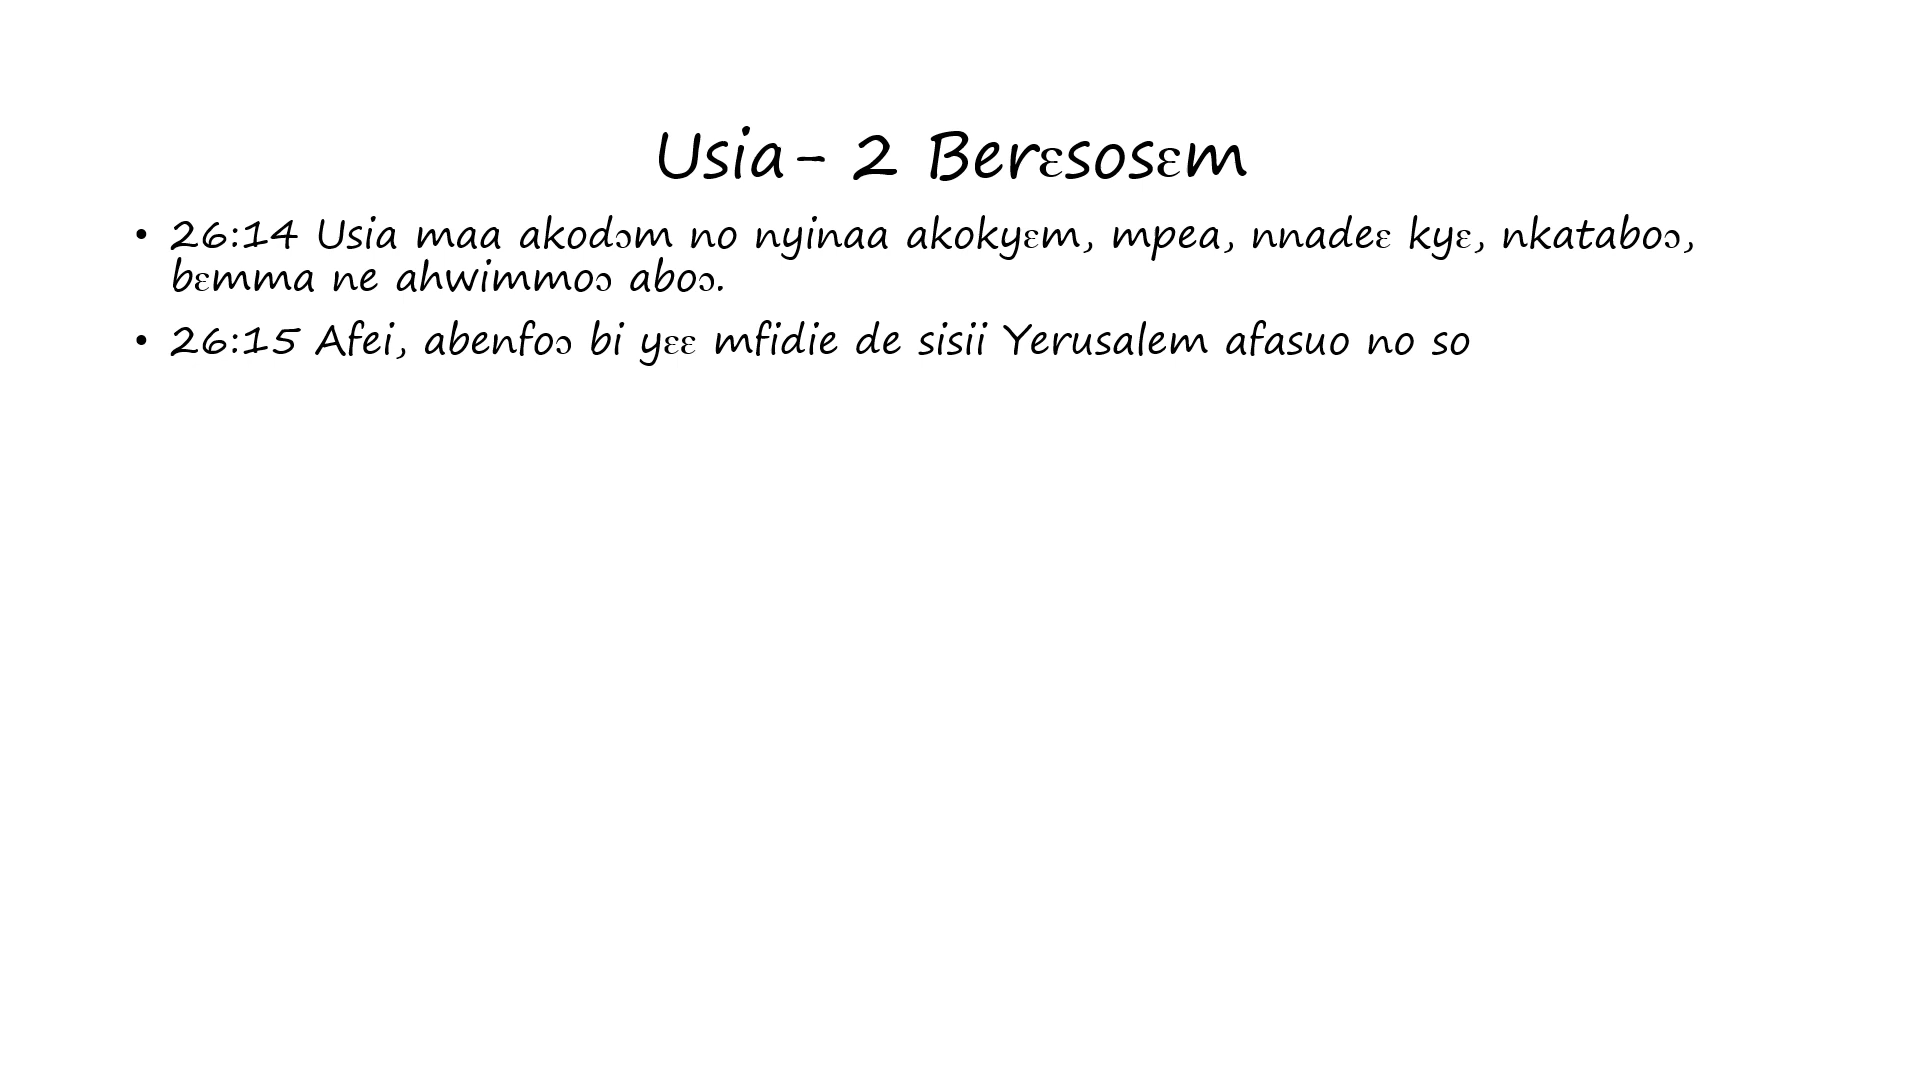 Usia- 2 Berɛsosɛm
• 26:14 Usia maa akodɔm no nyinaa akokyɛm, mpea, nnadeɛ kyɛ, nkataboɔ,
bɛmma ne ahwimmoɔ aboɔ.
• 26:15 Afei, abenfoɔ bi yɛɛ mfidie de sisii Yerusalem afasuo no so